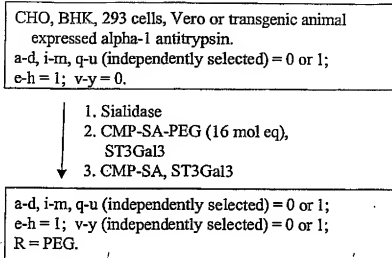 CHO, BHK, 293 cells, Vero or transgenic animal
expressed alpha-1 antitrypsin.
a-d, i-m, q-u (independently selected) = 0 or 1;
e-h = 1; v-y = 0.
1. Sialidase
2. CMP-SA-PEG (16 mol eq),
ST3Gal3
3. CMP-SA, ST3Gal3
a-d, i-m, q-u (independently selected) = 0 or 1;
e-h = 1; v-y (independently selected) = 0 or 1;
R = PEG.